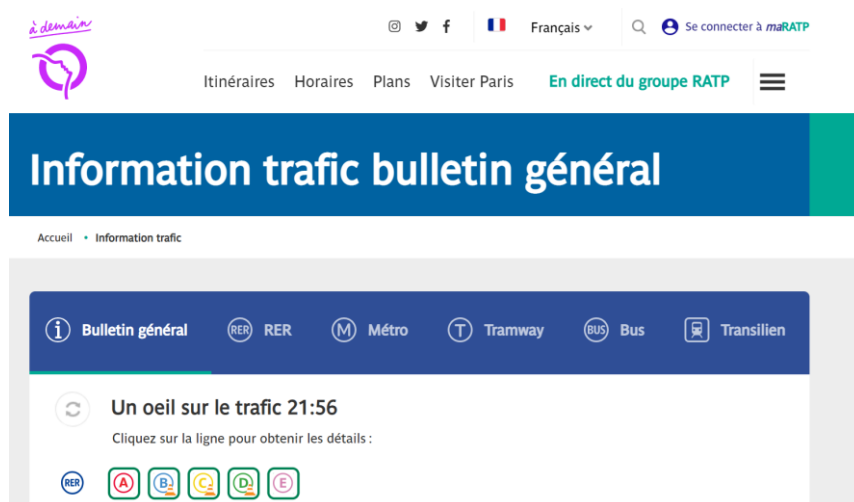 à demain
Français
Se connecter à maRATP
Itinéraires Horaires Plans Visiter Paris En direct du groupe RATP
Information trafic bulletin général
Accueil • Information trafic
i Bulletin général RER RER M Métro T Tramway BUS Bus Transilien
Un oeil sur le trafic 21:56
Cliquez sur la ligne pour obtenir les détails :
RER A B C D E